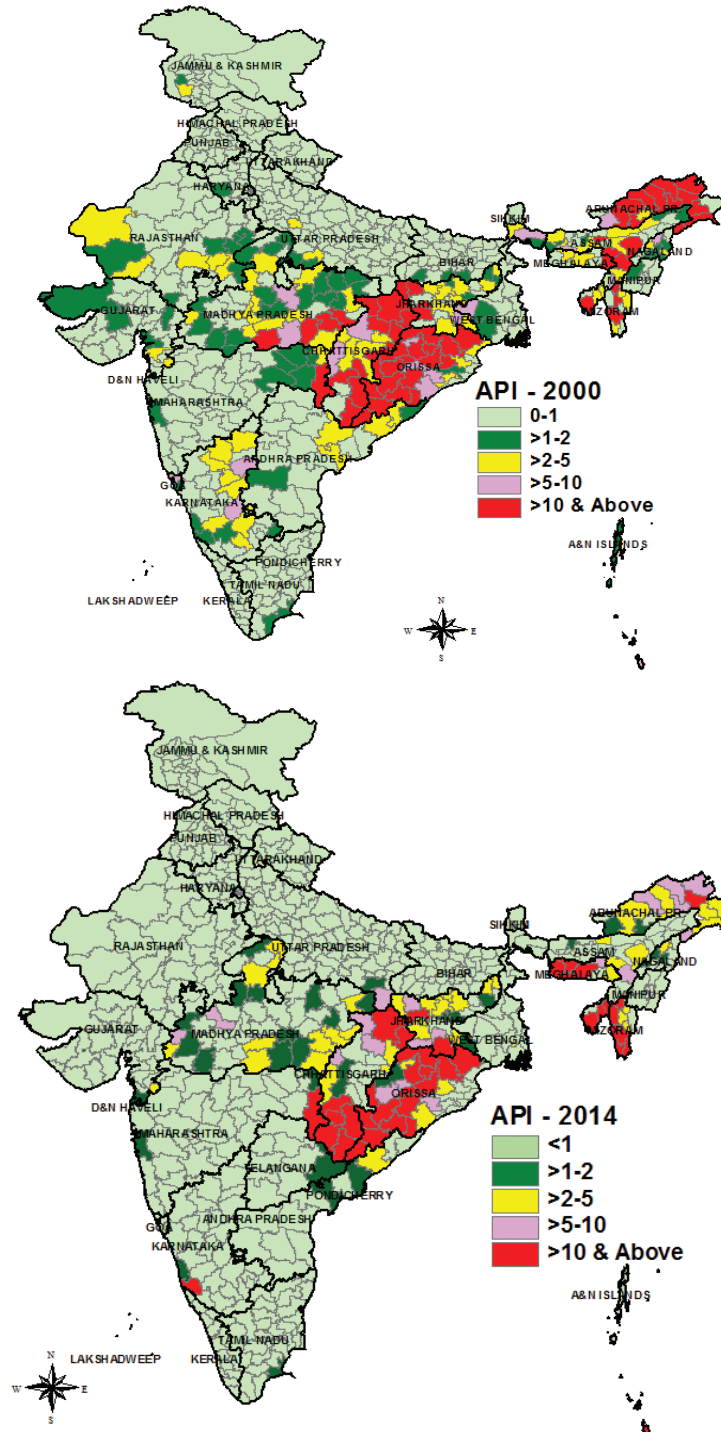 JAMMU & KASHMIR
HIMACHAL PRADESH
PUNJAB
UTTARAKHAND
HARYANA
RAJASTHAN
UTTAR PRADESH
SIKKIM
ARUNACHAL PR.
ASSAM
NAGALAND
MEGHALAYA
MANIPUR
MIZORAM
BIHAR
GUJARAT
MADHYA PRADESH
JHARKHAND
WEST BENGAL
CHHATTISGARH
ORISSA
D&N HAVELI
MAHARASHTRA
API - 2000
0-1
>1-2
>2-5
>5-10
>10 & Above
ANDHRA PRADESH
GOA
KARNATAKA
A&N ISLANDS
PONDICHERRY
TAMIL NADU
LAKSHADWEEP
KERALA
N
W
E
S
JAMMU & KASHMIR
HIMACHAL PRADESH
PUNJAB
UTTARAKHAND
HARYANA
RAJASTHAN
UTTAR PRADESH
SIKKIM
ARUNACHAL PR.
ASSAM
NAGALAND
MEGHALAYA
MANIPUR
MIZORAM
BIHAR
GUJARAT
MADHYA PRADESH
JHARKHAND
WEST BENGAL
CHHATTISGARH
ORISSA
D&N HAVELI
MAHARASHTRA
API - 2014
<1
>1-2
>2-5
>5-10
>10 & Above
TELANGANA
PONDICHERRY
ANDHRA PRADESH
GOA
KARNATAKA
A&N ISLANDS
TAMIL NADU
LAKSHADWEEP
KERALA
N
W
E
S